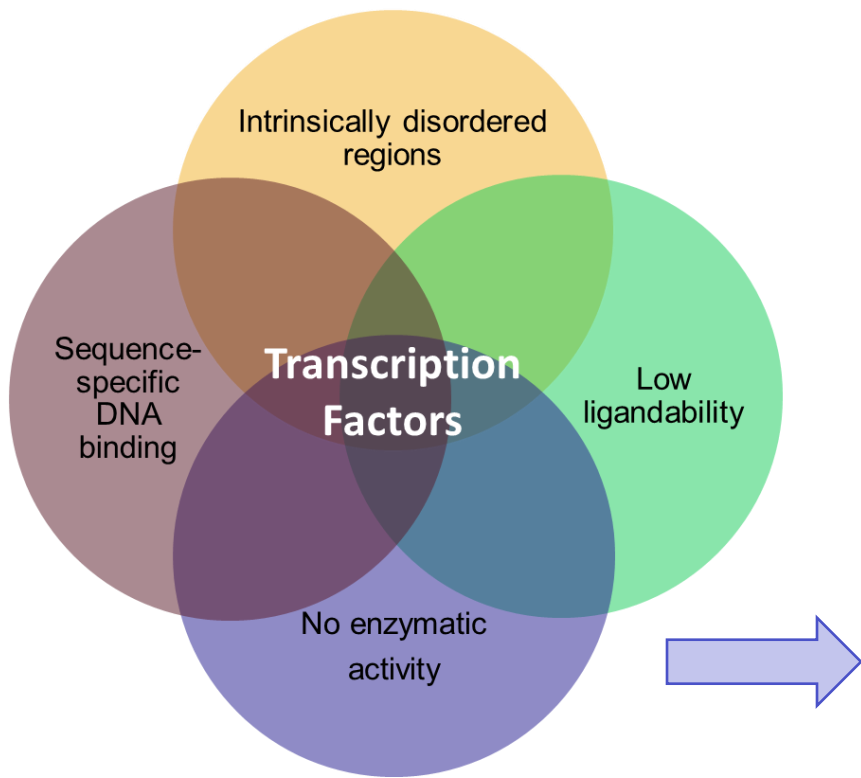 Intrinsically disordered
regions
Sequence-
specific
DNA
binding
Transcription
Factors
Low
ligandability
No enzymatic
activity